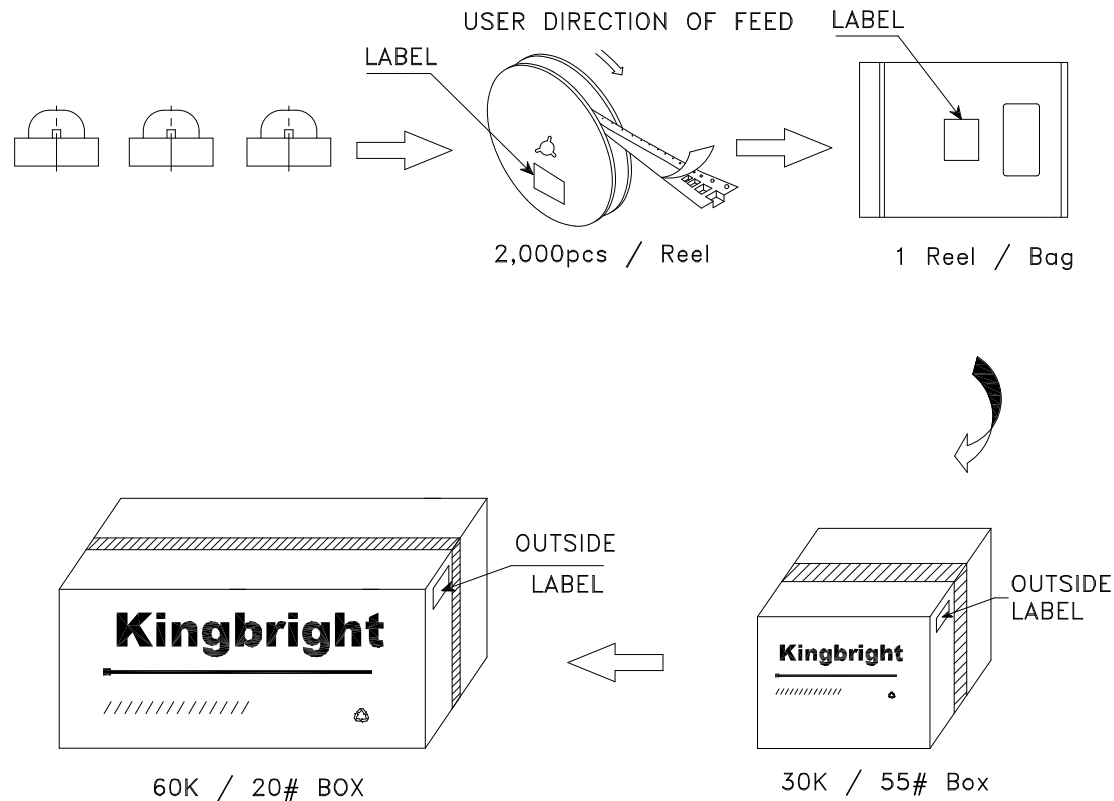 USER DIRECTION OF FEED
LABEL
LABEL
2,000pcs / Reel
1 Reel / Bag
OUTSIDE
LABEL
Kingbright
60K / 20# BOX
OUTSIDE
LABEL
Kingbright
30K / 55# Box